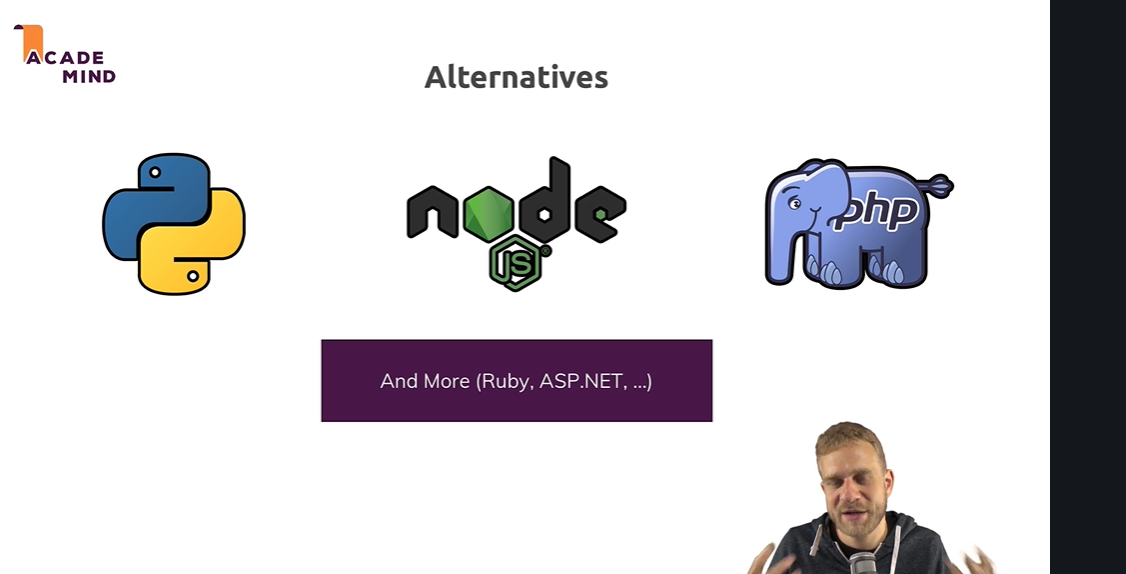 ACADE
MIND
Alternatives
node
JS
php
And More (Ruby, ASP.NET, ...)